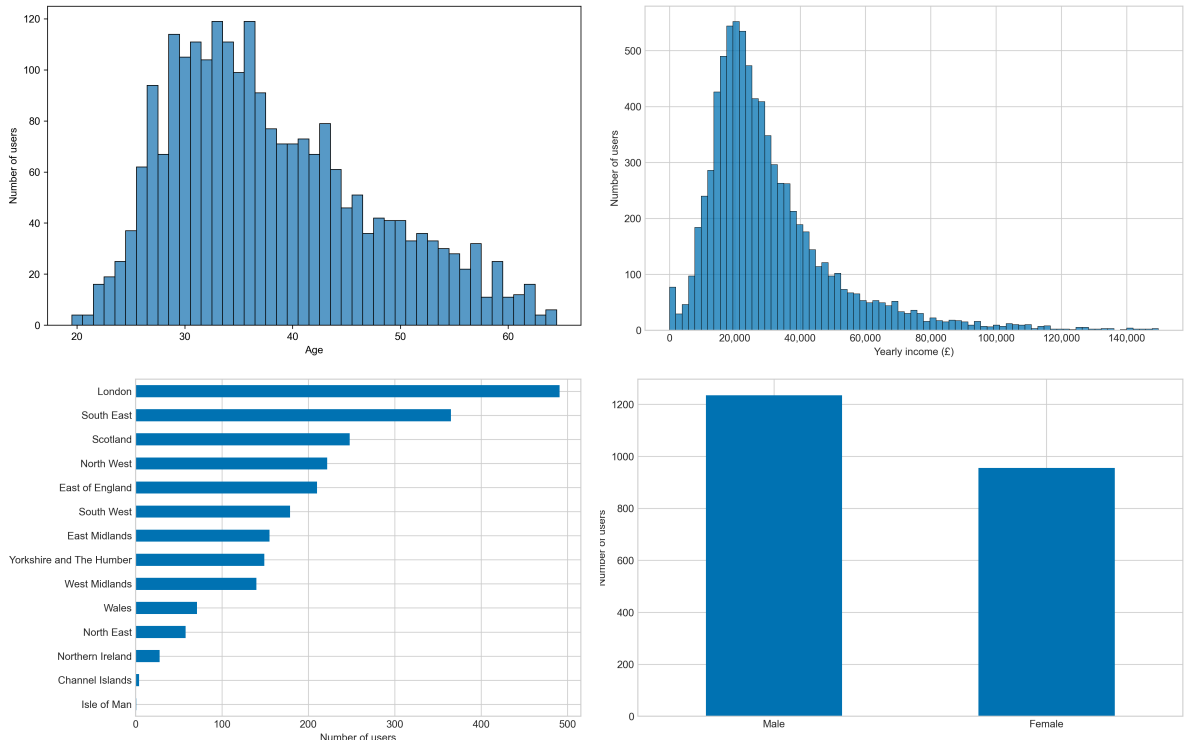 120
100
80
60
40
20
0
Number of users
20
30
40
50
60
Age
500
400
300
200
100
0
Number of users
0
20,000
40,000
60,000
80,000
100,000
120,000
140,000
Yearly income (£)
London
South East
Scotland
North West
East of England
South West
East Midlands
Yorkshire and The Humber
West Midlands
Wales
North East
Northern Ireland
Channel Islands
Isle of Man
0
100
200
300
400
500
Number of users
1200
1000
800
600
400
200
0
Number of users
Male
Female